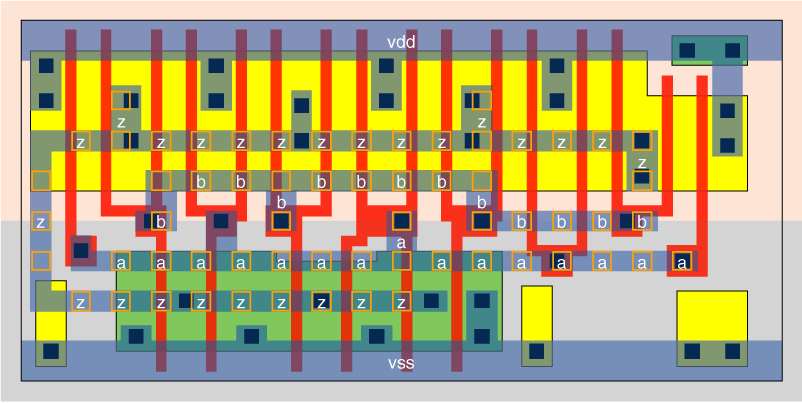 vdd
z z
z z z z z z z z z z z z z
z
b b b b b b b
b b
z b b b b b
a
a a a a a a a a a a a a a a a
z z z z z z z z z
vss